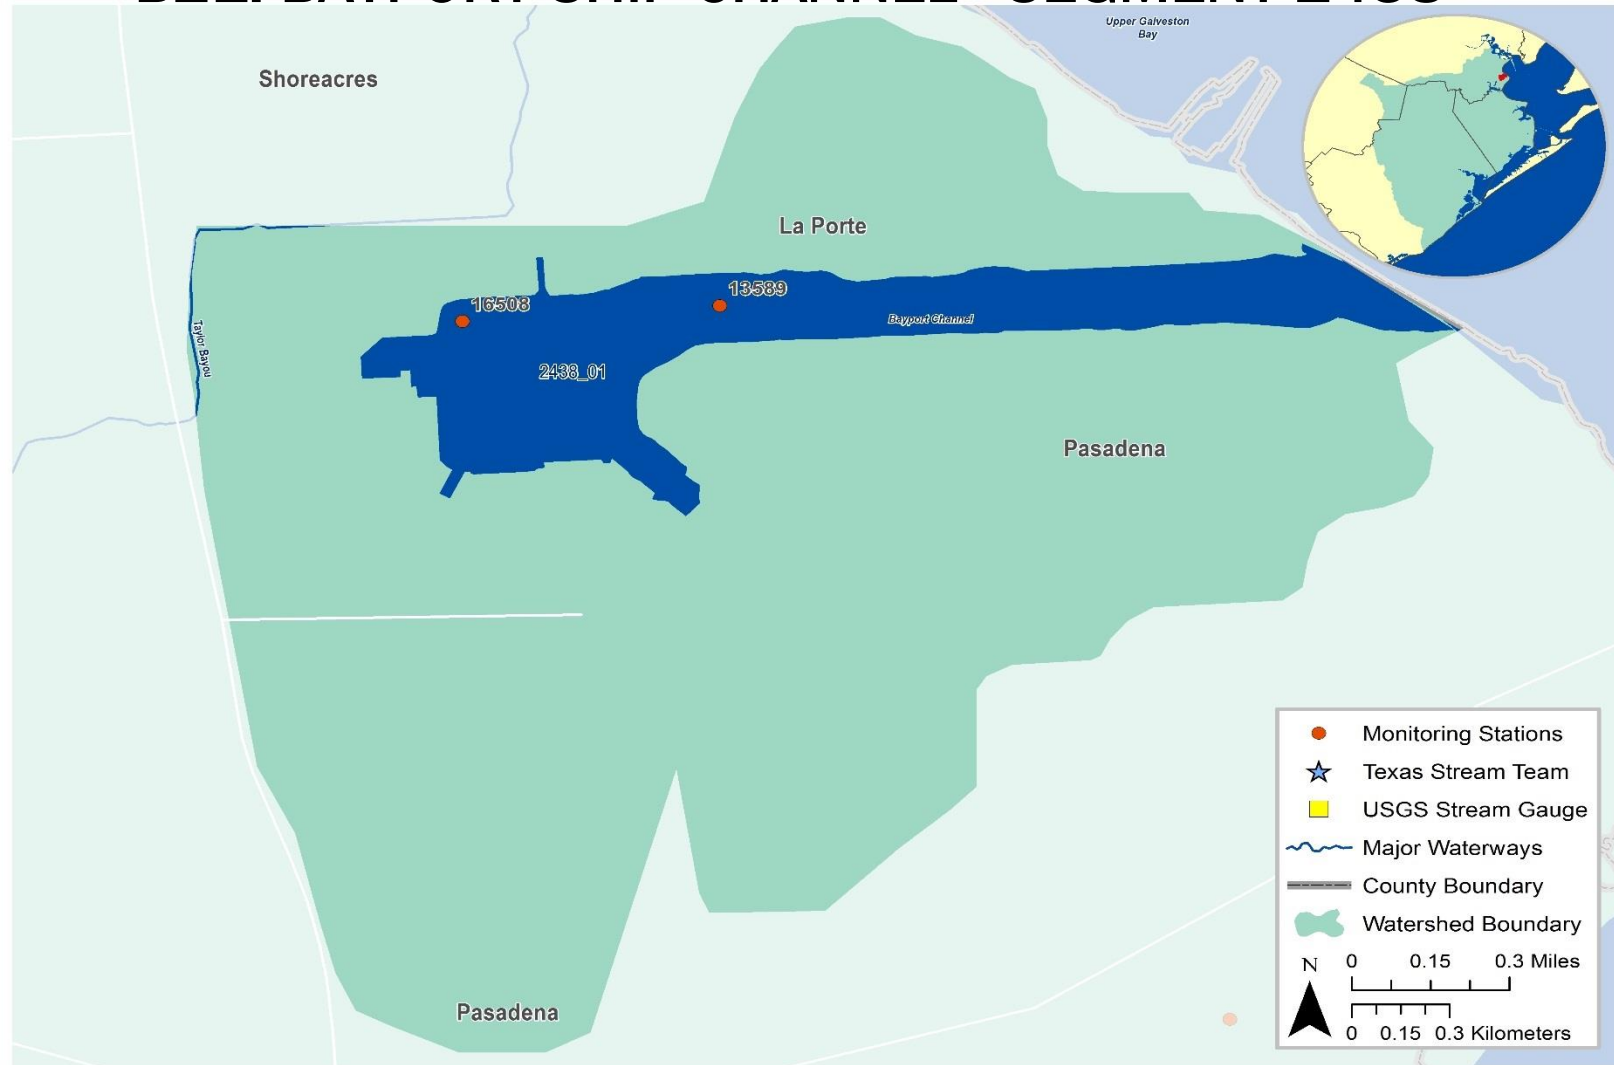 Upper Galveston
Bay
Shoreacres
La Porte
13589
16508
Bayport Channel
Taylor Bayou
2438_01
Pasadena
Pasadena
Monitoring Stations
Texas Stream Team
USGS Stream Gauge
Major Waterways
County Boundary
Watershed Boundary
N 0 0.15 0.3 Miles
0 0.15 0.3 Kilometers